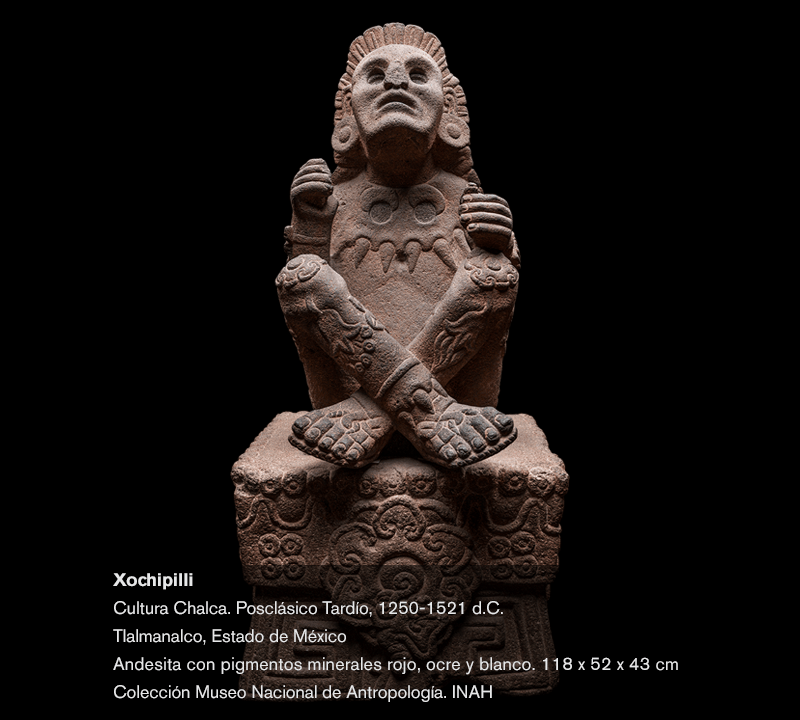 Xochipilli
Cultura Chalca. Posclásico Tardío, 1250-1521 d.C.
Tlalmanalco, Estado de México
Andesita con pigmentos minerales rojo, ocre y blanco. 118 x 52 x 43 cm
Colección Museo Nacional de Antropología. INAH